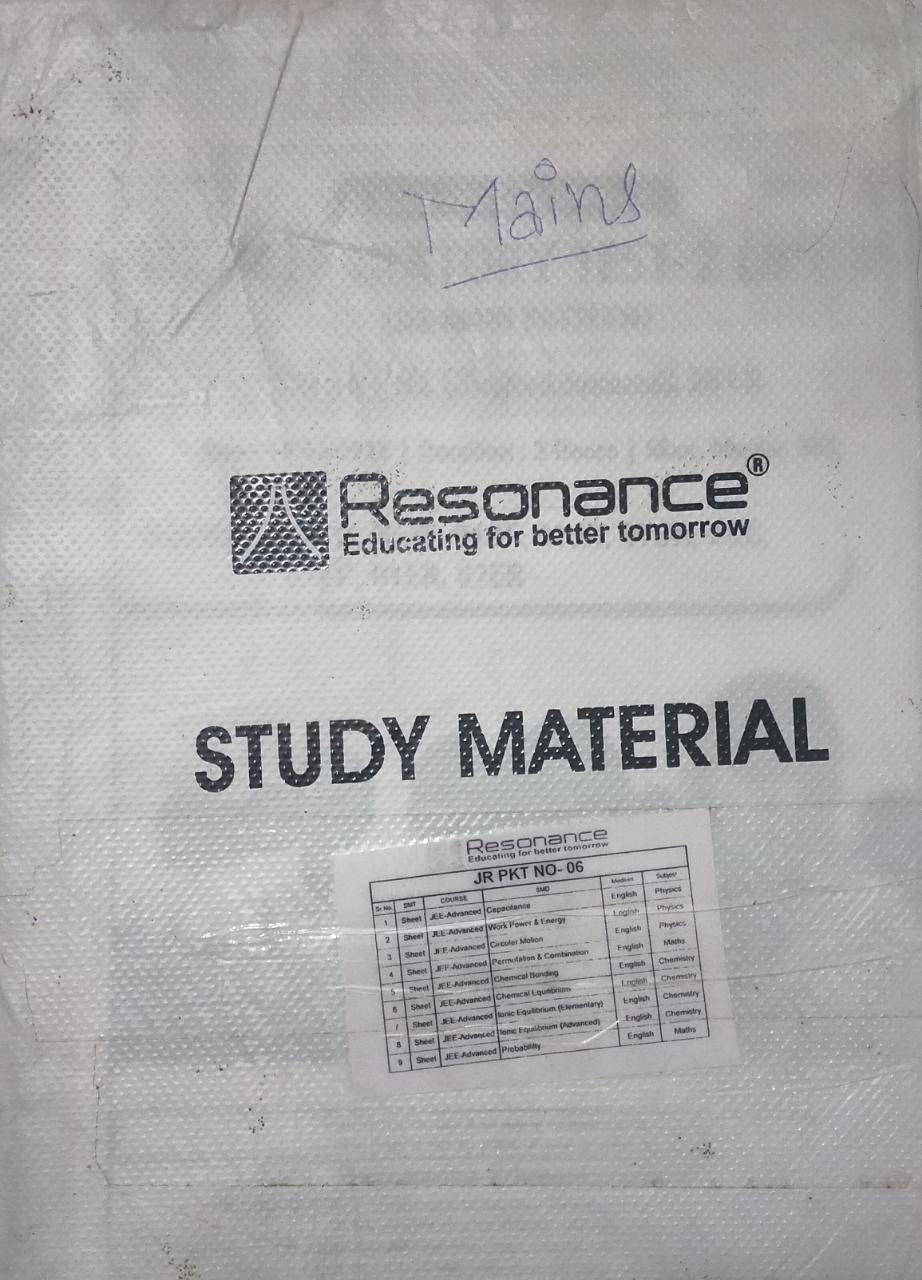 Mains
Resonance®
Educating for better tomorrow
STUDY MATERIAL
Resonance
Educating for better tomorrow
JR PKT NO- 06
Sr No. SMT COURSE SMD Medium Subject
1 Sheet JEE-Advanced Capacitance English Physics
2 Sheet JEE-Advanced Work Power & Energy English Physics
3 Sheet JEE-Advanced Circuler Motion English Physics
4 Sheet JEE-Advanced Permutation & Combination English Maths
5 Sheet JEE-Advanced Chemical Bonding English Chemistry
6 Sheet JEE-Advanced Chemical Equilibrium English Chemistry
7 Sheet JEE-Advanced Ionic Equilibrium (Elementary) English Chemistry
8 Sheet JEE-Advanced Ionic Equilibrium (Advanced) English Chemistry
9 Sheet JEE-Advanced Probability English Maths